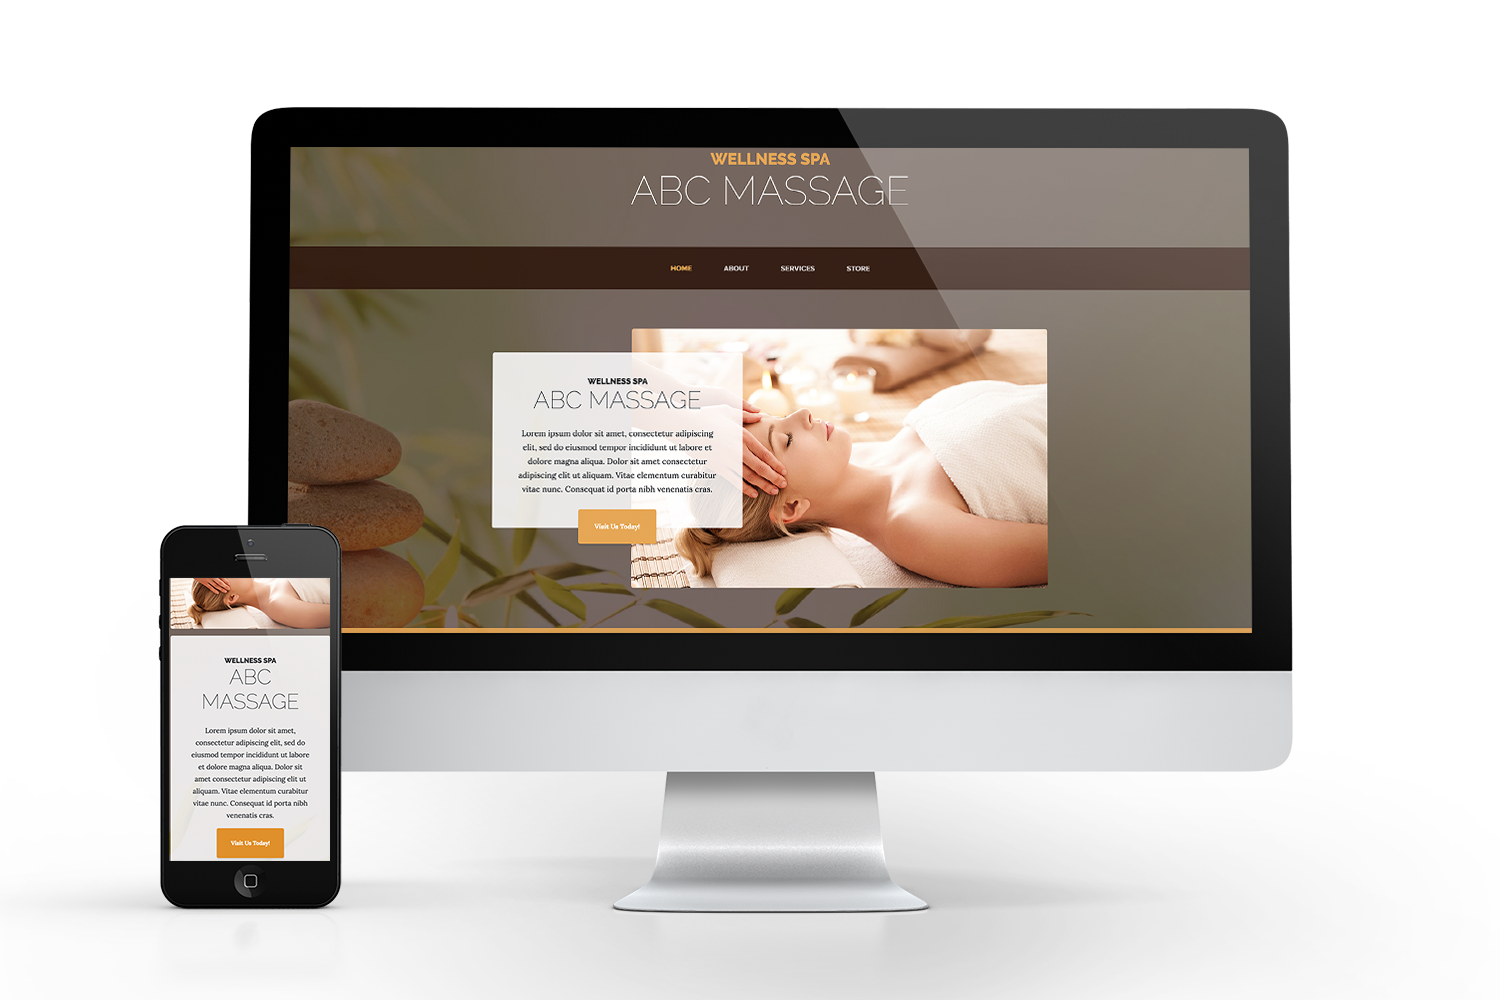 WELLNESS SPA
ABC MASSAGE
HOME ABOUT SERVICES STORE
WELLNESS SPA
ABC MASSAGE
Lorem ipsum dolor sit amet, consectetur adipiscing
elit, sed do eiusmod tempor incididunt ut labore et
dolore magna aliqua. Dolor sit amet consectetur
adipiscing elit ut aliquam. Vitae elementum curabitur
vitae nunc. Consequat id porta nibh venenatis cras.
Visit Us Today!
WELLNESS SPA
ABC
MASSAGE
Lorem ipsum dolor sit amet,
consectetur adipiscing elit, sed do
eiusmod tempor incididunt ut labore
et dolore magna aliqua. Dolor sit
amet consectetur adipiscing elit ut
aliquam. Vitae elementum curabitur
vitae nunc. Consequat id porta nibh
venenatis cras.
Visit Us Today!